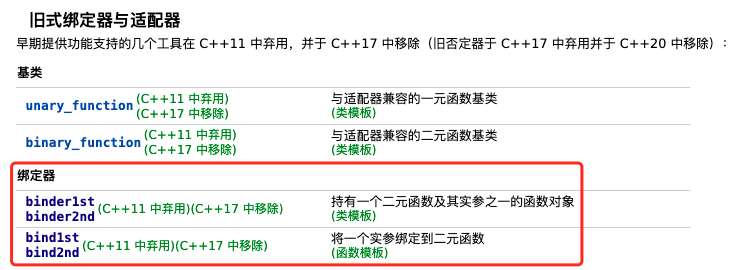 旧式绑定器与适配器
早期提供功能支持的几个工具在 C++11 中弃用，并于 C++17 中移除（旧否定器于 C++17 中弃用并于 C++20 中移除）：
基类
unary_function (C++11 中弃用) (C++17 移除) 与适配器兼容的一元函数基类
(类模板)
binary_function (C++11 中弃用) (C++17 移除) 与适配器兼容的二元函数基类
(类模板)
绑定器
binder1st
binder2nd (C++11 中弃用)(C++17 中移除) 持有一个二元函数及其实参之一的函数对象
(类模板)
bind1st
bind2nd (C++11 中弃用)(C++17 中移除) 将一个实参绑定到二元函数
(函数模板)